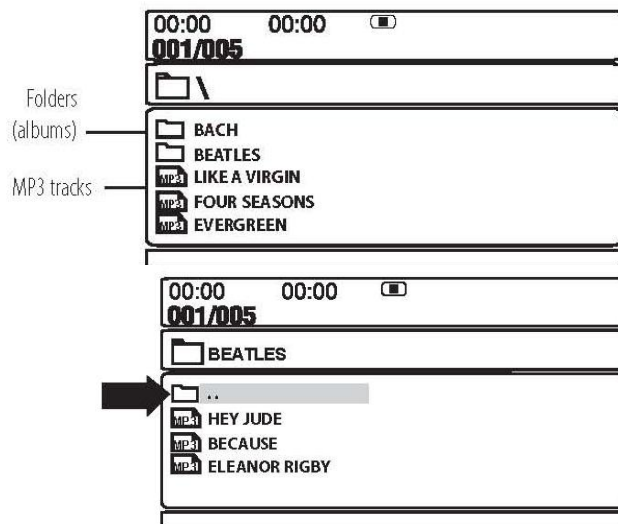 00:00 00:00
001/005
\
Folders
(albums)
BACH
BEATLES
MP3 tracks
MP3 LIKE A VIRGIN
MP3 FOUR SEASONS
MP3 EVERGREEN
00:00 00:00
001/005
BEATLES
..
MP3 HEY JUDE
MP3 BECAUSE
MP3 ELEANOR RIGBY